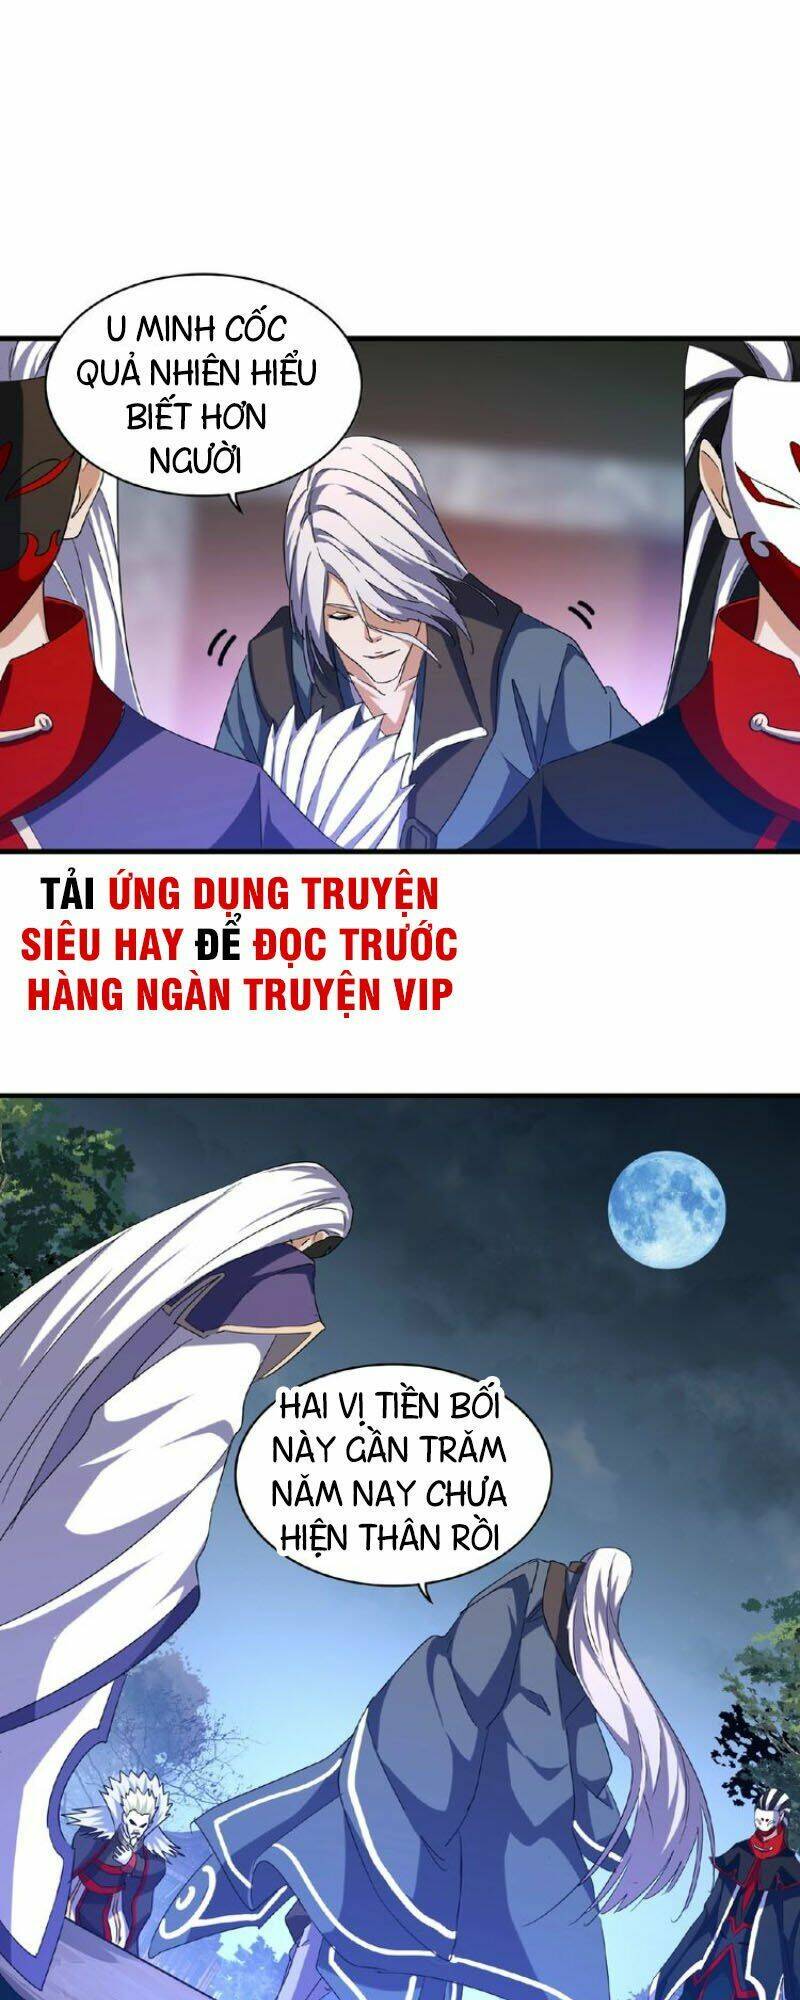 U MINH CỐC
QUẢ NHIÊN HIỂU
BIẾT HƠN
NGƯỜI
TẢI ỨNG DỤNG TRUYỆN
SIÊU HAY ĐỂ ĐỌC TRƯỚC
HÀNG NGÀN TRUYỆN VIP
HAI VỊ TIỀN BỐI
NÀY GẦN TRĂM
NĂM NAY CHƯA
HIỆN THÂN RỒI